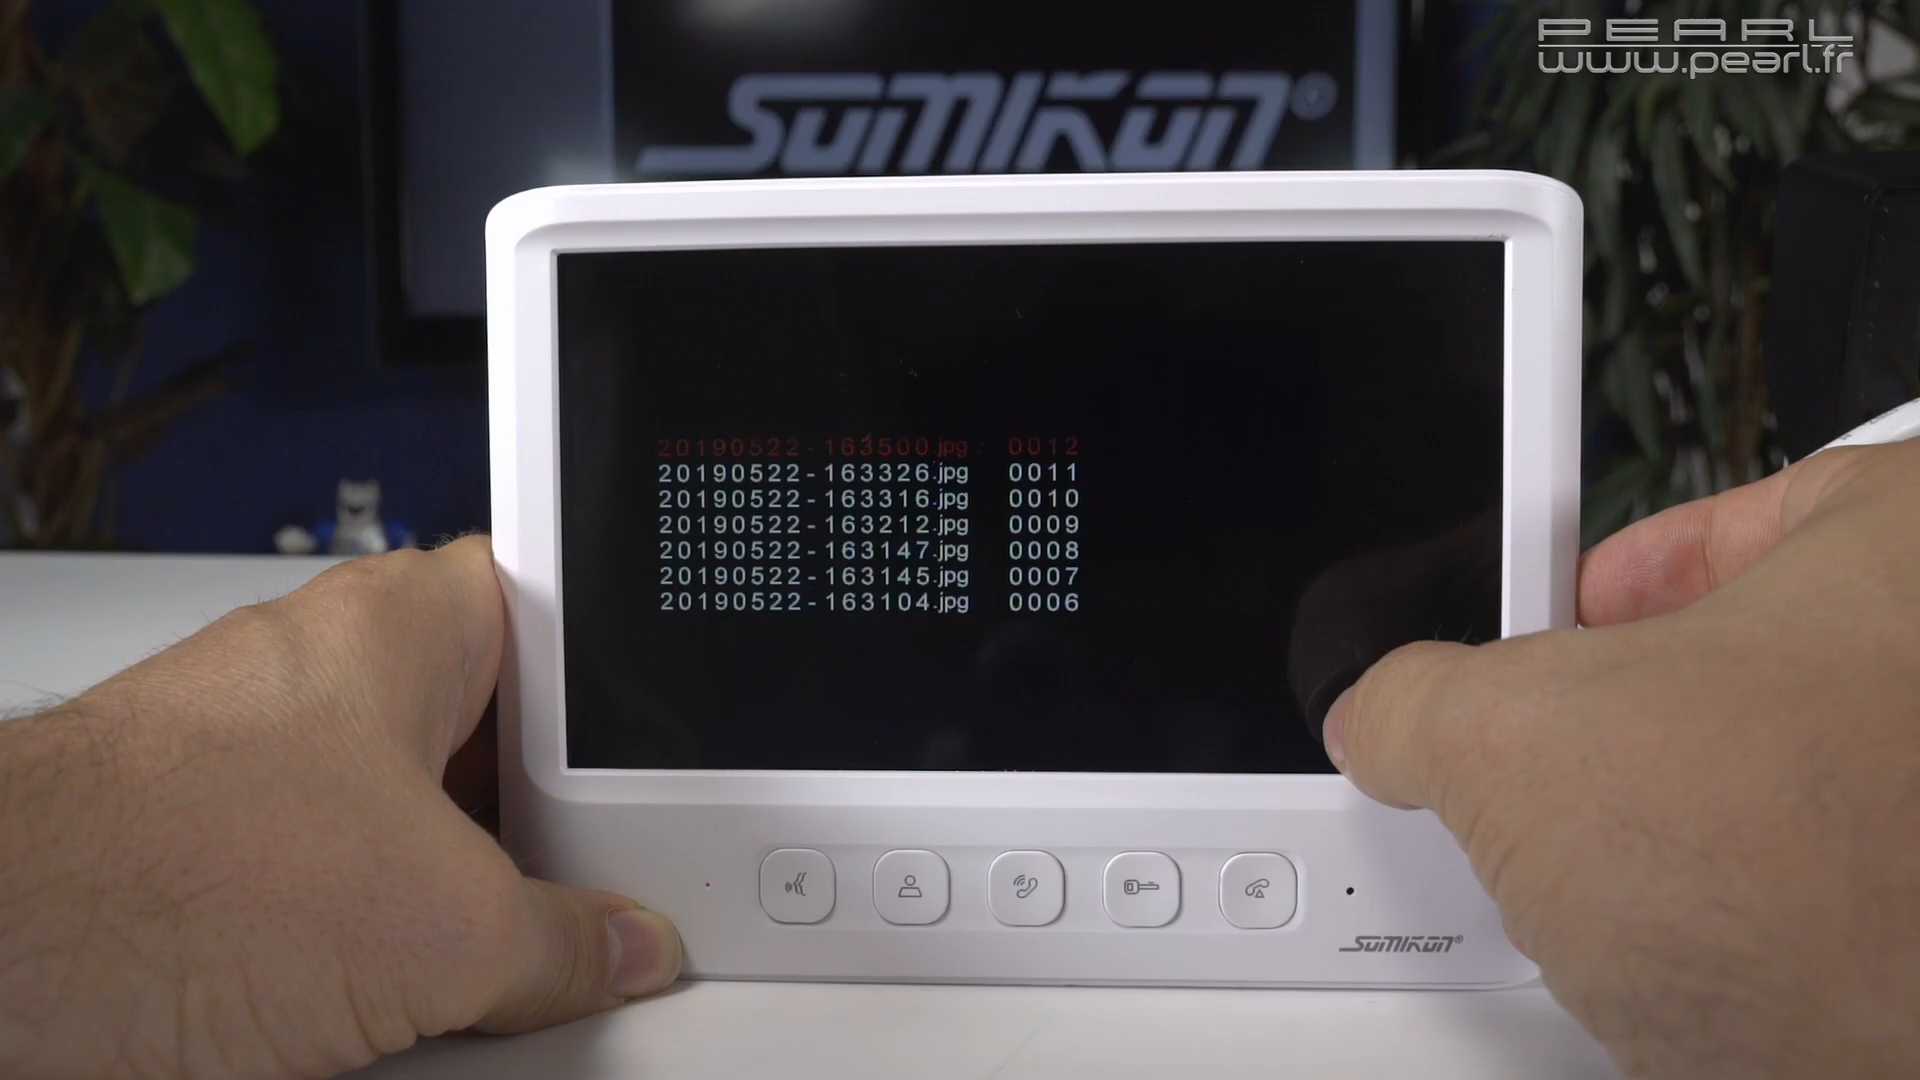 PEARL
www.pearl.fr
SOMIKON®
20190522-163500.jpg 0012
20190522-163326.jpg 0011
20190522-163316.jpg 0010
20190522-163212.jpg 0009
20190522-163147.jpg 0008
20190522-163145.jpg 0007
20190522-163104.jpg 0006
SOMIKON®